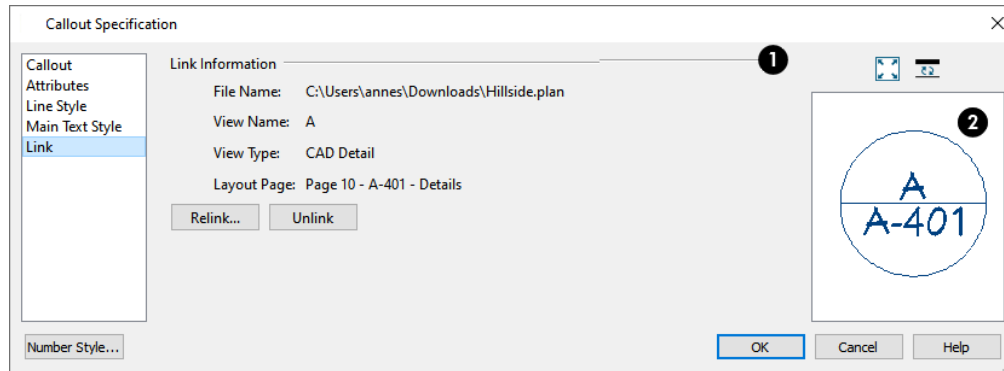 Callout Specification
Callout
Attributes
Line Style
Main Text Style
Link
Link Information
1
File Name: C:\Users\annes\Downloads\Hillside.plan
View Name: A
View Type: CAD Detail
Layout Page: Page 10 - A-401 - Details
Relink... Unlink
2
A
A-401
Number Style... OK Cancel Help